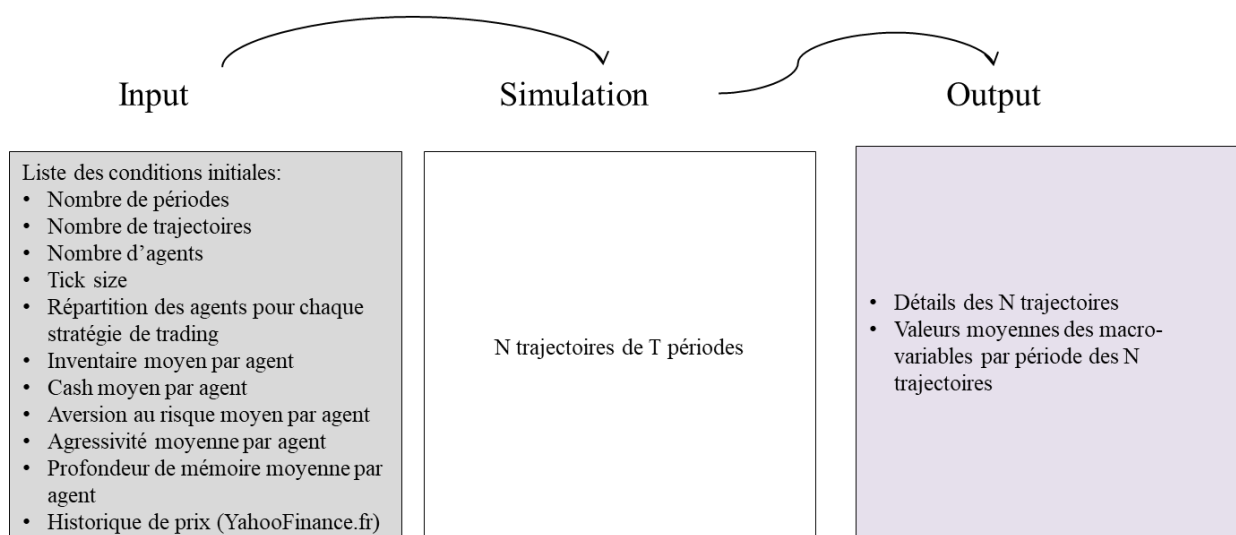 Input
Simulation
Output
Liste des conditions initiales:
• Nombre de périodes
• Nombre de trajectoires
• Nombre d’agents
• Tick size
• Répartition des agents pour chaque
stratégie de trading
• Inventaire moyen par agent
• Cash moyen par agent
• Aversion au risque moyen par agent
• Agressivité moyenne par agent
• Profondeur de mémoire moyenne par
agent
• Historique de prix (YahooFinance.fr)
N trajectoires de T périodes
• Détails des N trajectoires
• Valeurs moyennes des macro-
variables par période des N
trajectoires